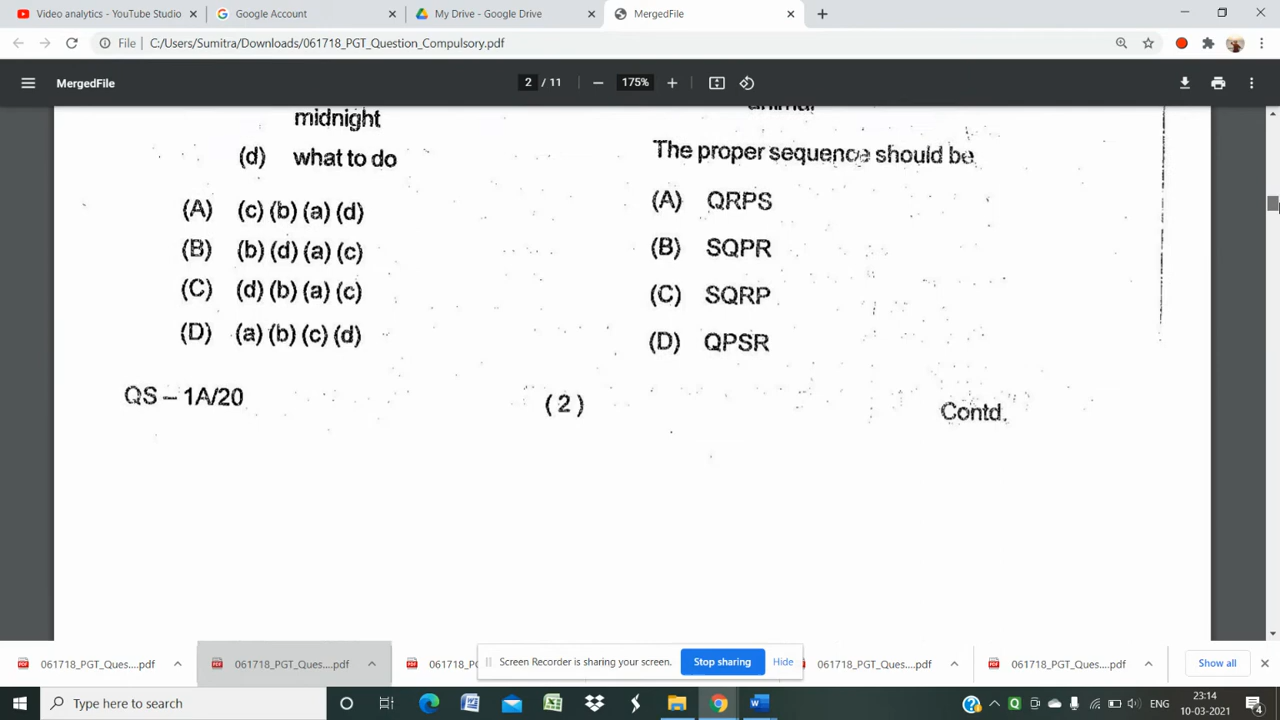 Video analytics - YouTube Studio
Google Account
My Drive - Google Drive
MergedFile
File
C:/Users/Sumitra/Downloads/061718_PGT_Question_Compulsory.pdf
MergedFile
2 / 11
175%
midnight
(d) what to do
(A) (c) (b) (a) (d)
(B) (b) (d) (a) (c)
(C) (d) (b) (a) (c)
(D) (a) (b) (c) (d)
animal
The proper sequence should be
(A) QRPS
(B) SQPR
(C) SQRP
(D) QPSR
QS – 1A/20
( 2 )
Contd.
061718_PGT_Ques....pdf
061718_PGT_Ques....pdf
061718_PGT_Ques....pdf
061718_PGT_Ques....pdf
Show all
Screen Recorder is sharing your screen.
Stop sharing
Hide
Type here to search
ENG
23:14
10-03-2021
4